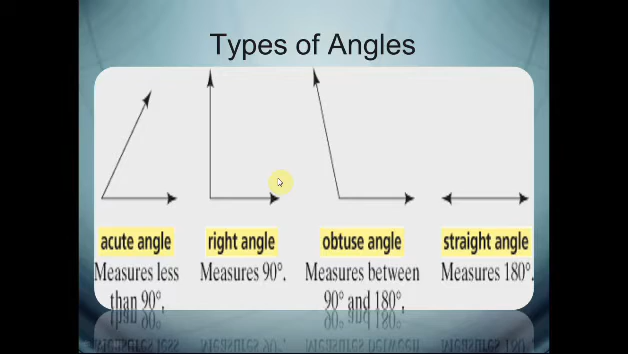 Types of Angles
acute angle right angle obtuse angle straight angle
Measures less Measures 90°. Measures between Measures 180°.
than 90°. 90° and 180°.